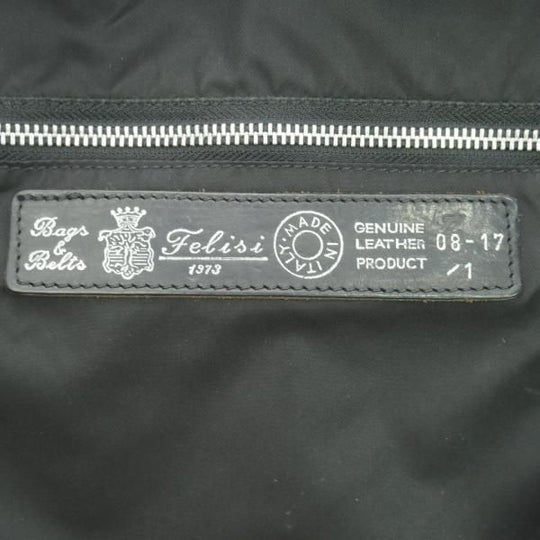 Bags
&
Belts
Felisi
1973
MADE IN ITALY
GENUINE
LEATHER
PRODUCT
08-17
/1